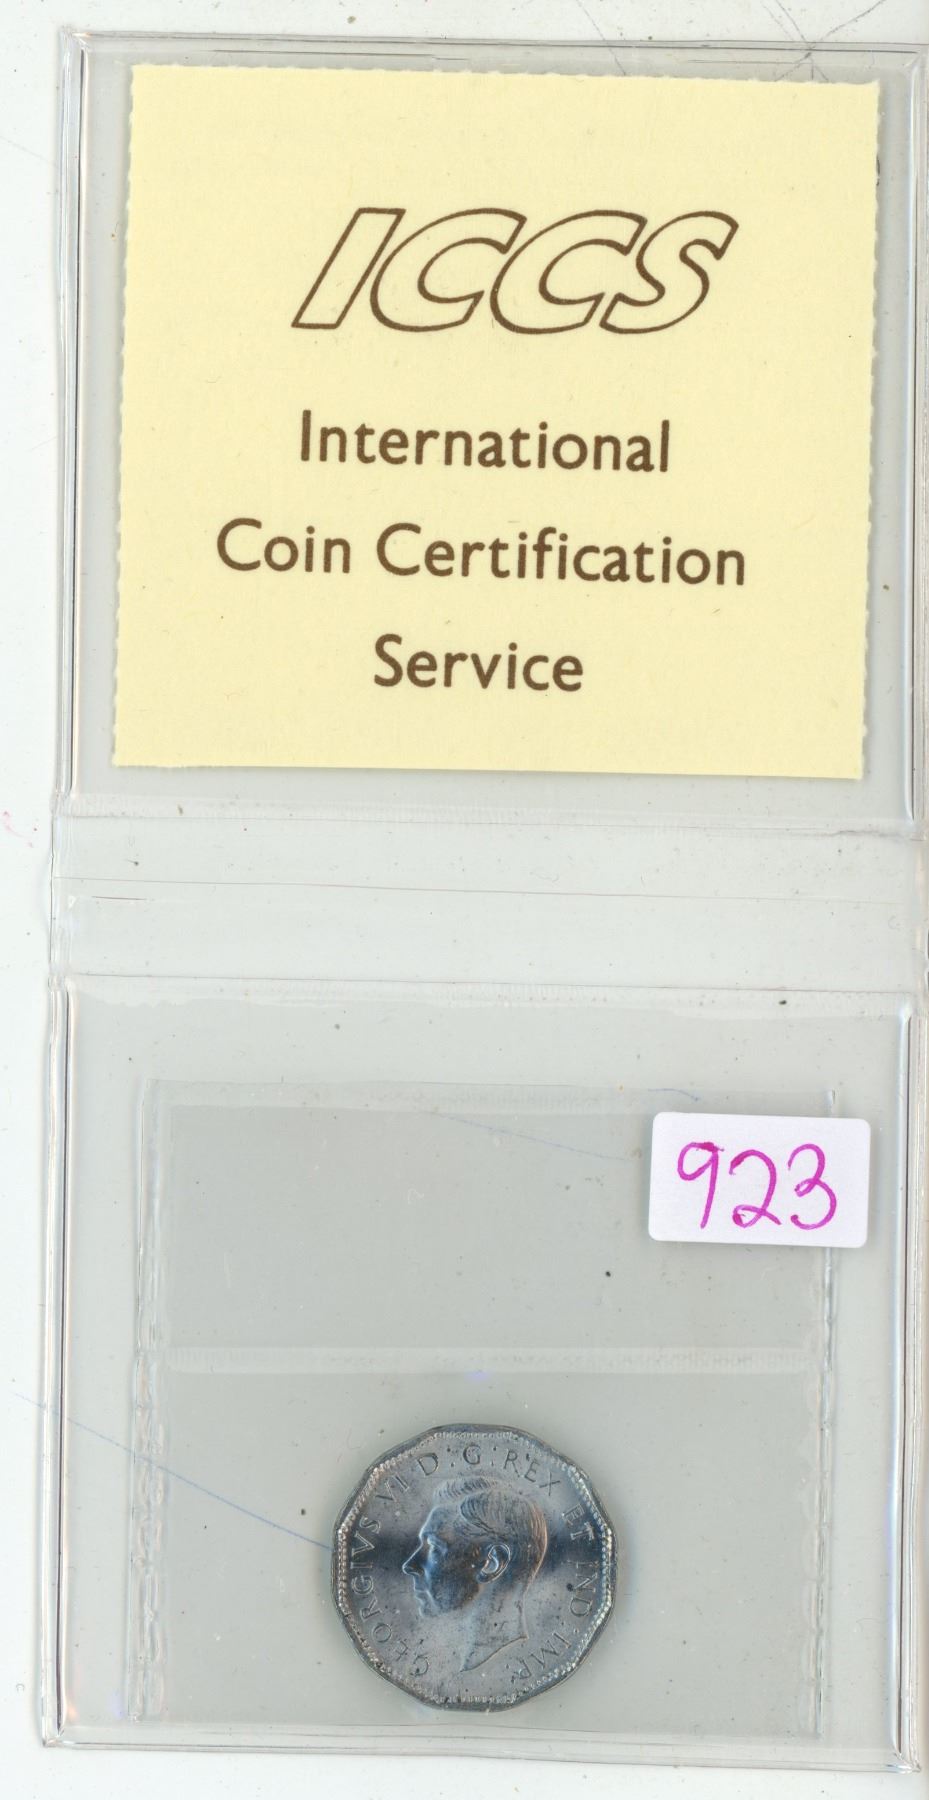 ICCS
International
Coin Certification
Service
923
GEORGIVS VI D:G:REX ET IND:IMP: